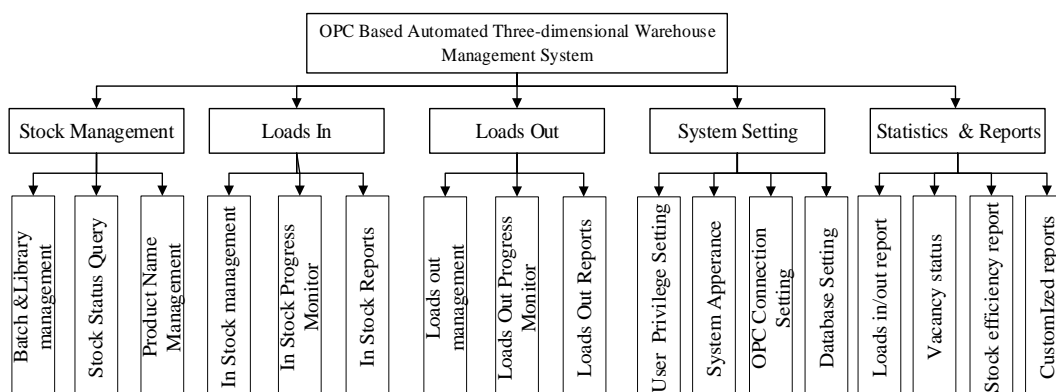 OPC Based Automated Three-dimensional Warehouse
Management System
Stock Management
Loads In
Loads Out
System Setting
Statistics & Reports
Batch &Library
management
Stock Status Query
Product Name
Management
In Stock management
In Stock Progress
Monitor
In Stock Reports
Loads out
management
Loads Out Progress
Monitor
Loads Out Reports
User Privilege Setting
System Apperance
OPC Connection
Setting
Database Setting
Loads in/out report
Vacancy status
Stock efficiency report
CustomIzed reports